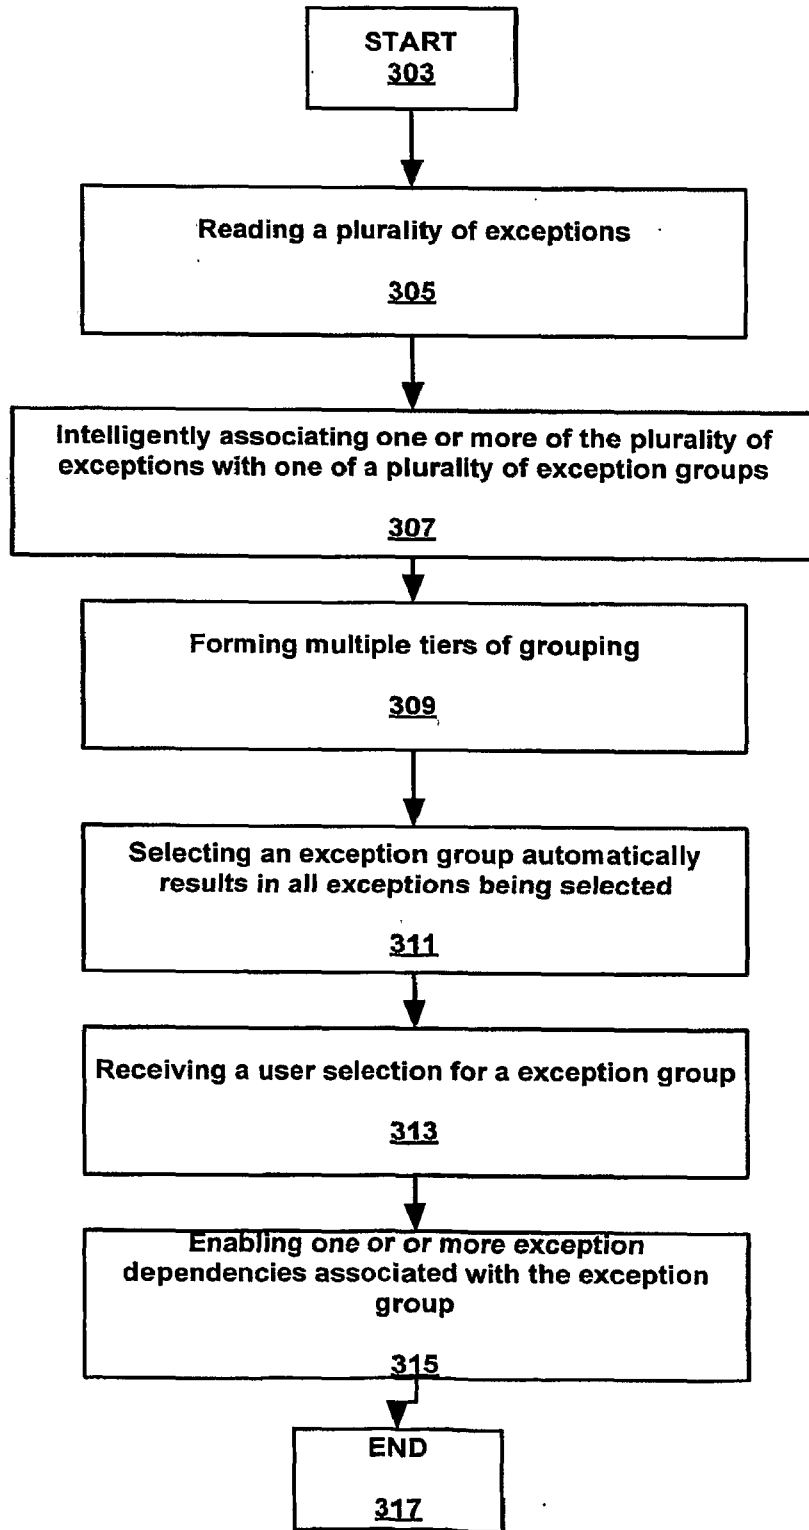 START
303
Reading a plurality of exceptions
305
Intelligently associating one or more of the plurality of
exceptions with one of a plurality of exception groups
307
Forming multiple tiers of grouping
309
Selecting an exception group automatically
results in all exceptions being selected
311
Receiving a user selection for a exception group
313
Enabling one or or more exception
dependencies associated with the exception
group
315
END
317